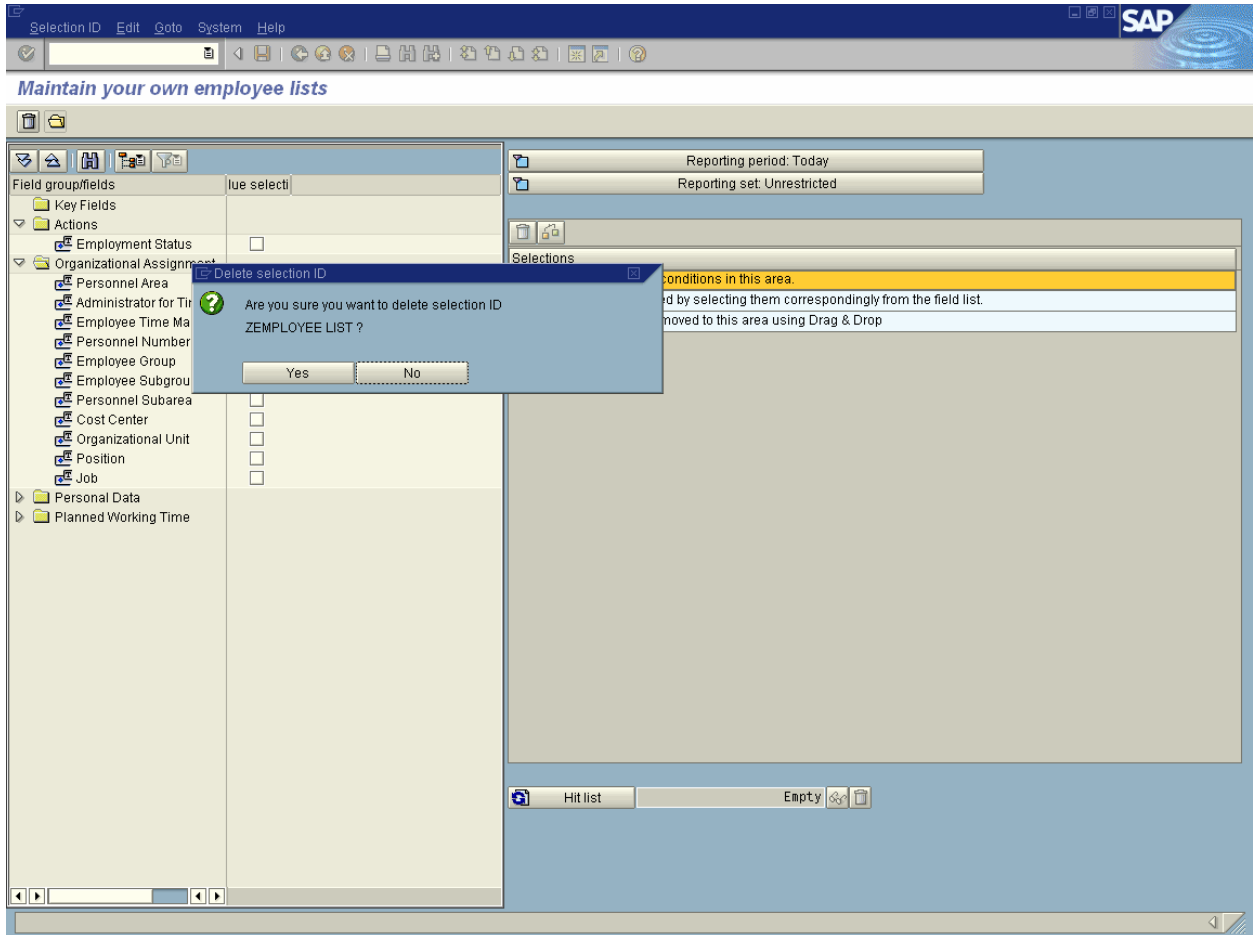 Selection ID Edit Goto System Help
SAP
Maintain your own employee lists
Field group/fields lue selecti
Key Fields
Actions
Employment Status
Organizational Assignment
Personnel Area
Administrator for Tir
Employee Time Ma
Personnel Number
Employee Group
Employee Subgrou
Personnel Subarea
Cost Center
Organizational Unit
Position
Job
Personal Data
Planned Working Time
Reporting period: Today
Reporting set: Unrestricted
Selections
conditions in this area.
ed by selecting them correspondingly from the field list.
moved to this area using Drag & Drop
Delete selection ID
Are you sure you want to delete selection ID
ZEMPLOYEE LIST ?
Yes No
Hit list Empty